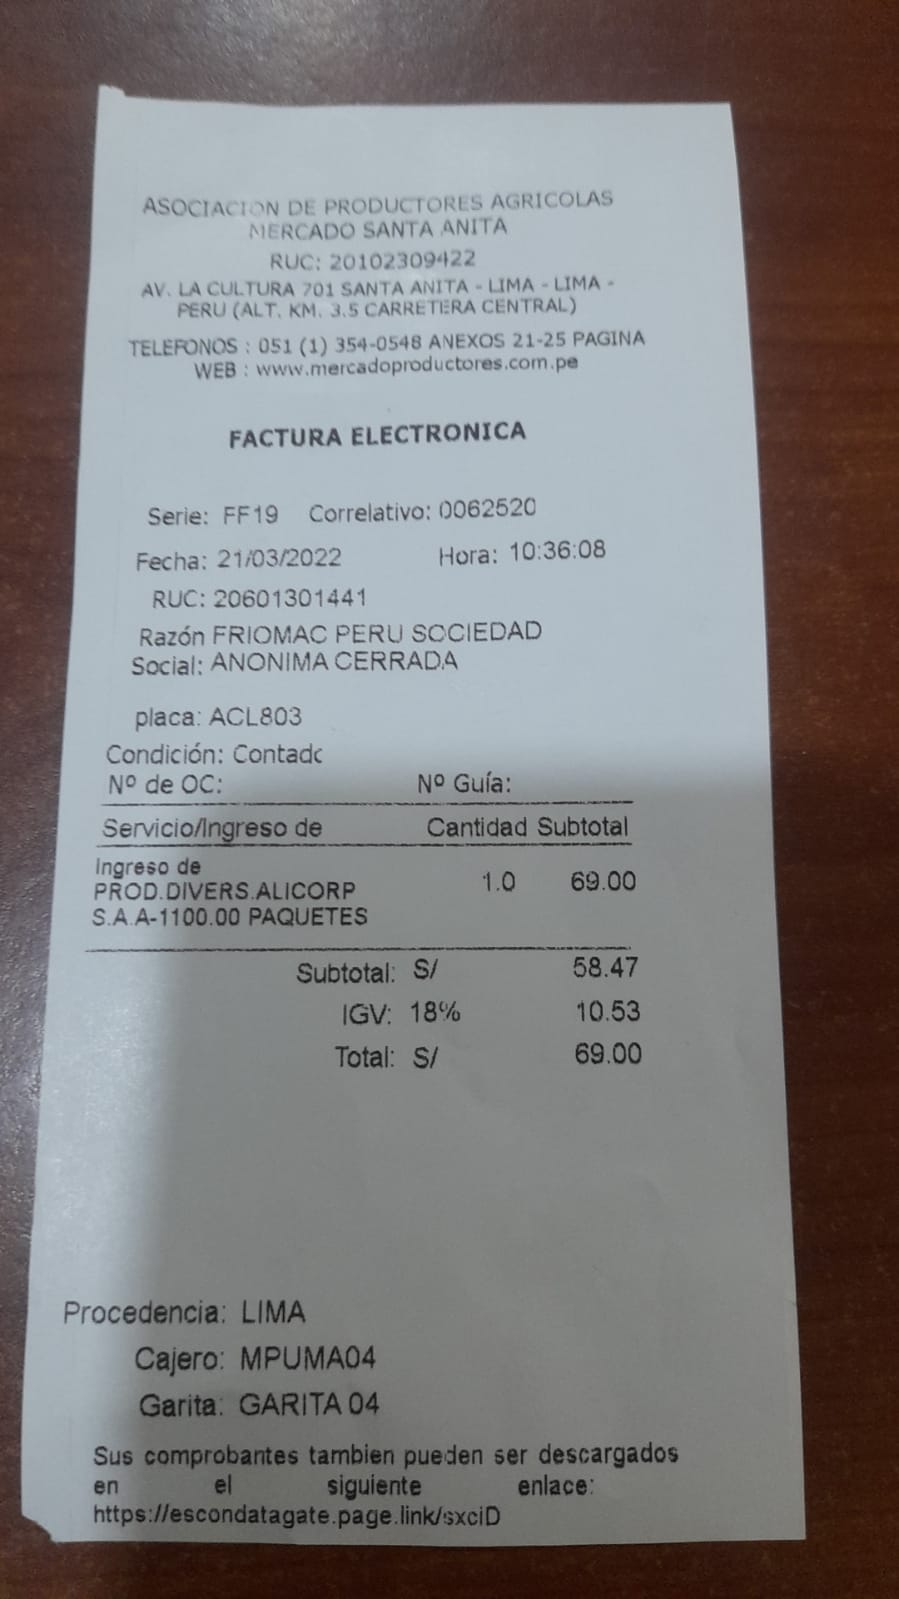 ASOCIACION DE PRODUCTORES AGRICOLAS
MERCADO SANTA ANITA
RUC: 20102309422
AV. LA CULTURA 701 SANTA ANITA - LIMA - LIMA -
PERU (ALT. KM. 3.5 CARRETERA CENTRAL)
TELEFONOS : 051 (1) 354-0548 ANEXOS 21-25 PAGINA
WEB : www.mercadoproductores.com.pe
FACTURA ELECTRONICA
Serie: FF19 Correlativo: 0062520
Fecha: 21/03/2022 Hora: 10:36:08
RUC: 20601301441
Razón FRIOMAC PERU SOCIEDAD
Social: ANONIMA CERRADA
placa: ACL803
Condición: Contado
Nº de OC: Nº Guía:
Servicio/Ingreso de Cantidad Subtotal
Ingreso de
PROD.DIVERS.ALICORP 1.0 69.00
S.A.A-1100.00 PAQUETES
Subtotal: S/ 58.47
IGV: 18% 10.53
Total: S/ 69.00
Procedencia: LIMA
Cajero: MPUMA04
Garita: GARITA 04
Sus comprobantes tambien pueden ser descargados
en el siguiente enlace:
https://escondatagate.page.link/sxciD